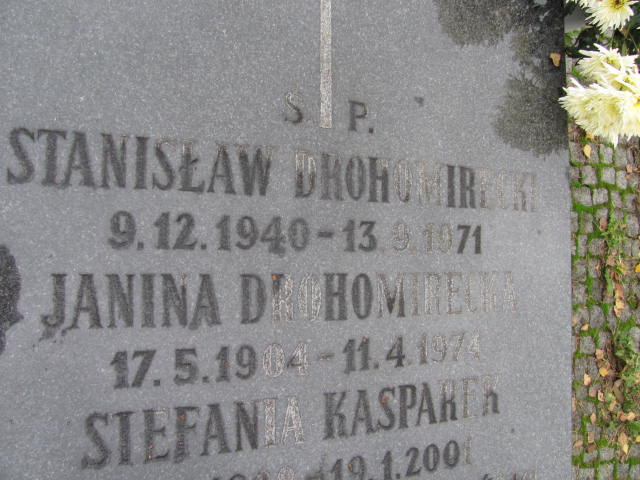 Ś. P.
STANISŁAW DROHOMIRECKI
9.12.1940 - 13.9.1971
JANINA DROHOMIRECKA
17.5.1904 - 11.4.1974
STEFANIA KASPAREK
- 19.1.2001